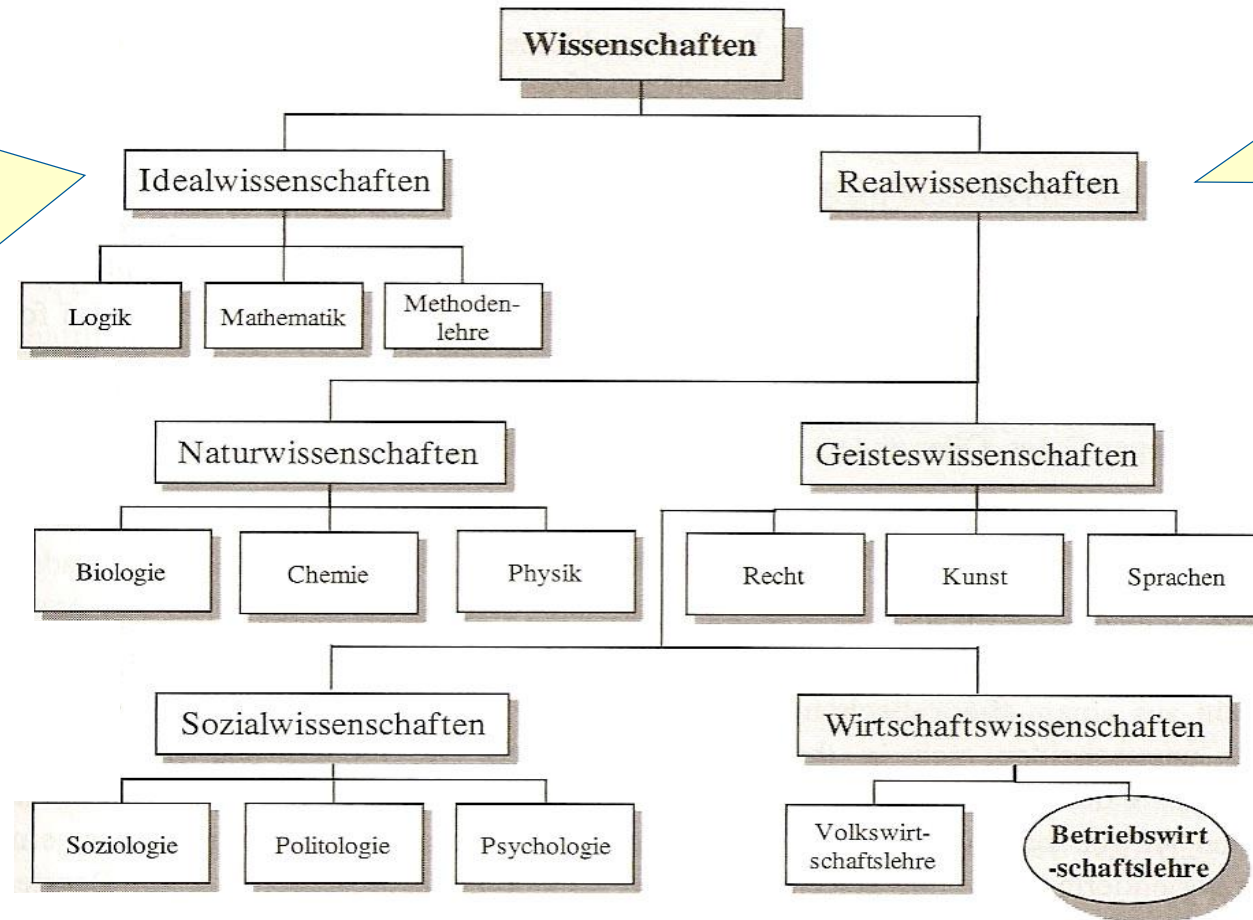 Wissenschaften
Idealwissenschaften
Realwissenschaften
Logik
Mathematik
Methoden-
lehre
Naturwissenschaften
Geisteswissenschaften
Biologie
Chemie
Physik
Recht
Kunst
Sprachen
Sozialwissenschaften
Wirtschaftswissenschaften
Soziologie
Politologie
Psychologie
Volkswirt-
schaftslehre
Betriebswirt
-schaftslehre